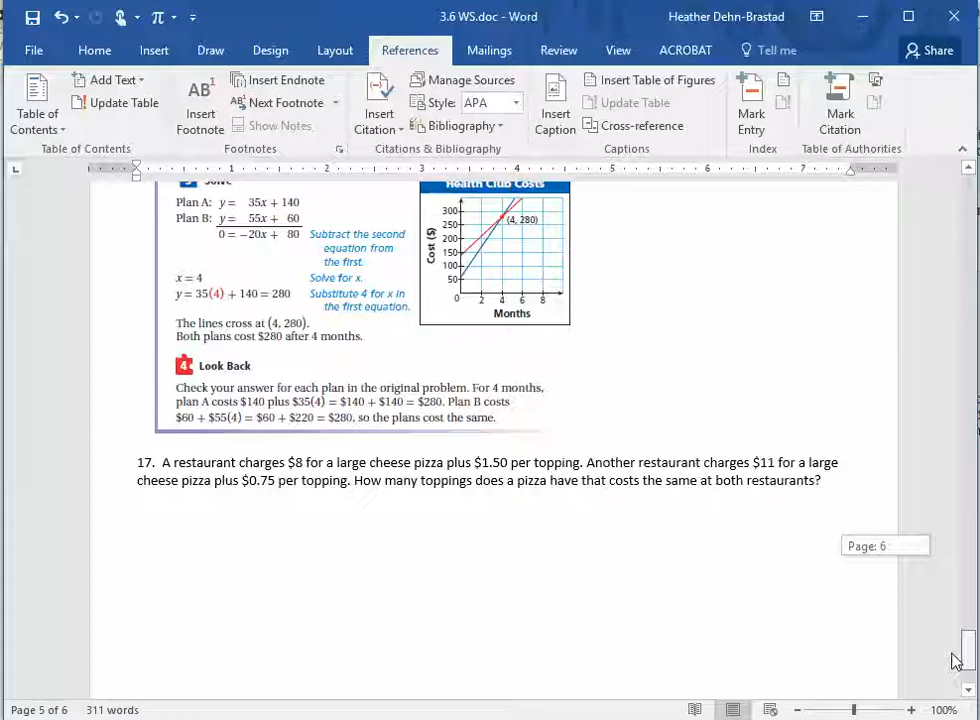 3.6 WS.doc - Word
Heather Dehn-Brastad
File Home Insert Draw Design Layout References Mailings Review View ACROBAT Tell me Share
Table of Contents
Add Text
Update Table
Table of Contents
AB1
Insert Footnote
Insert Endnote
Next Footnote
Show Notes
Footnotes
Insert Citation
Manage Sources
Style: APA
Bibliography
Citations & Bibliography
Insert Caption
Insert Table of Figures
Update Table
Cross-reference
Captions
Mark Entry
Index
Mark Citation
Table of Authorities
1 2 3 4 5 6 7
3 Solve
Plan A: y = 35x + 140
Plan B: y = 55x + 60
0 = −20x + 80
Subtract the second
equation from
the first.
x = 4
Solve for x.
y = 35(4) + 140 = 280
Substitute 4 for x in
the first equation.
The lines cross at (4, 280).
Both plans cost $280 after 4 months.
Health Club Costs
Cost ($)
300
250
200
150
100
50
0 2 4 6 8
(4, 280)
Months
4 Look Back
Check your answer for each plan in the original problem. For 4 months,
plan A costs $140 plus $35(4) = $140 + $140 = $280. Plan B costs
$60 + $55(4) = $60 + $220 = $280, so the plans cost the same.
17. A restaurant charges $8 for a large cheese pizza plus $1.50 per topping. Another restaurant charges $11 for a large
cheese pizza plus $0.75 per topping. How many toppings does a pizza have that costs the same at both restaurants?
Page: 6
Page 5 of 6 311 words
100%